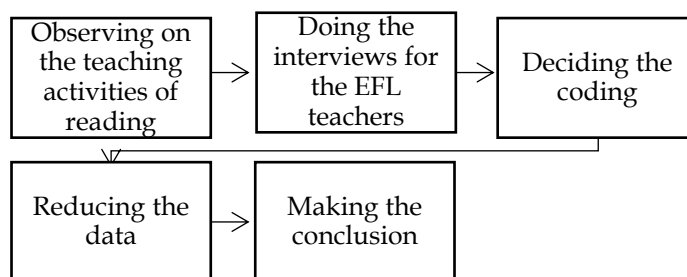 Observing on
the teaching
activities of
reading
Doing the
interviews for
the EFL
teachers
Deciding the
coding
Reducing the
data
Making the
conclusion